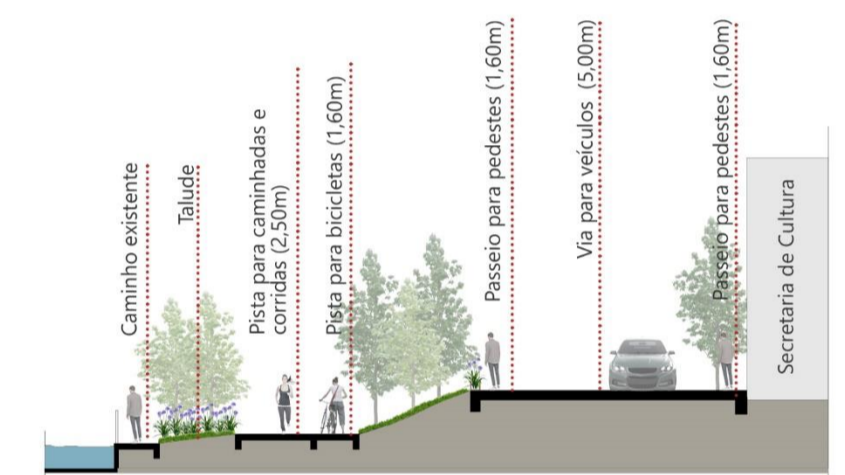 Caminho existente
Talude
Pista para caminhadas e
corridas (2,50m)
Pista para bicicletas (1,60m)
Passeio para pedestes (1,60m)
Via para veículos (5,00m)
Passeio para pedestes (1,60m)
Secretaria de Cultura